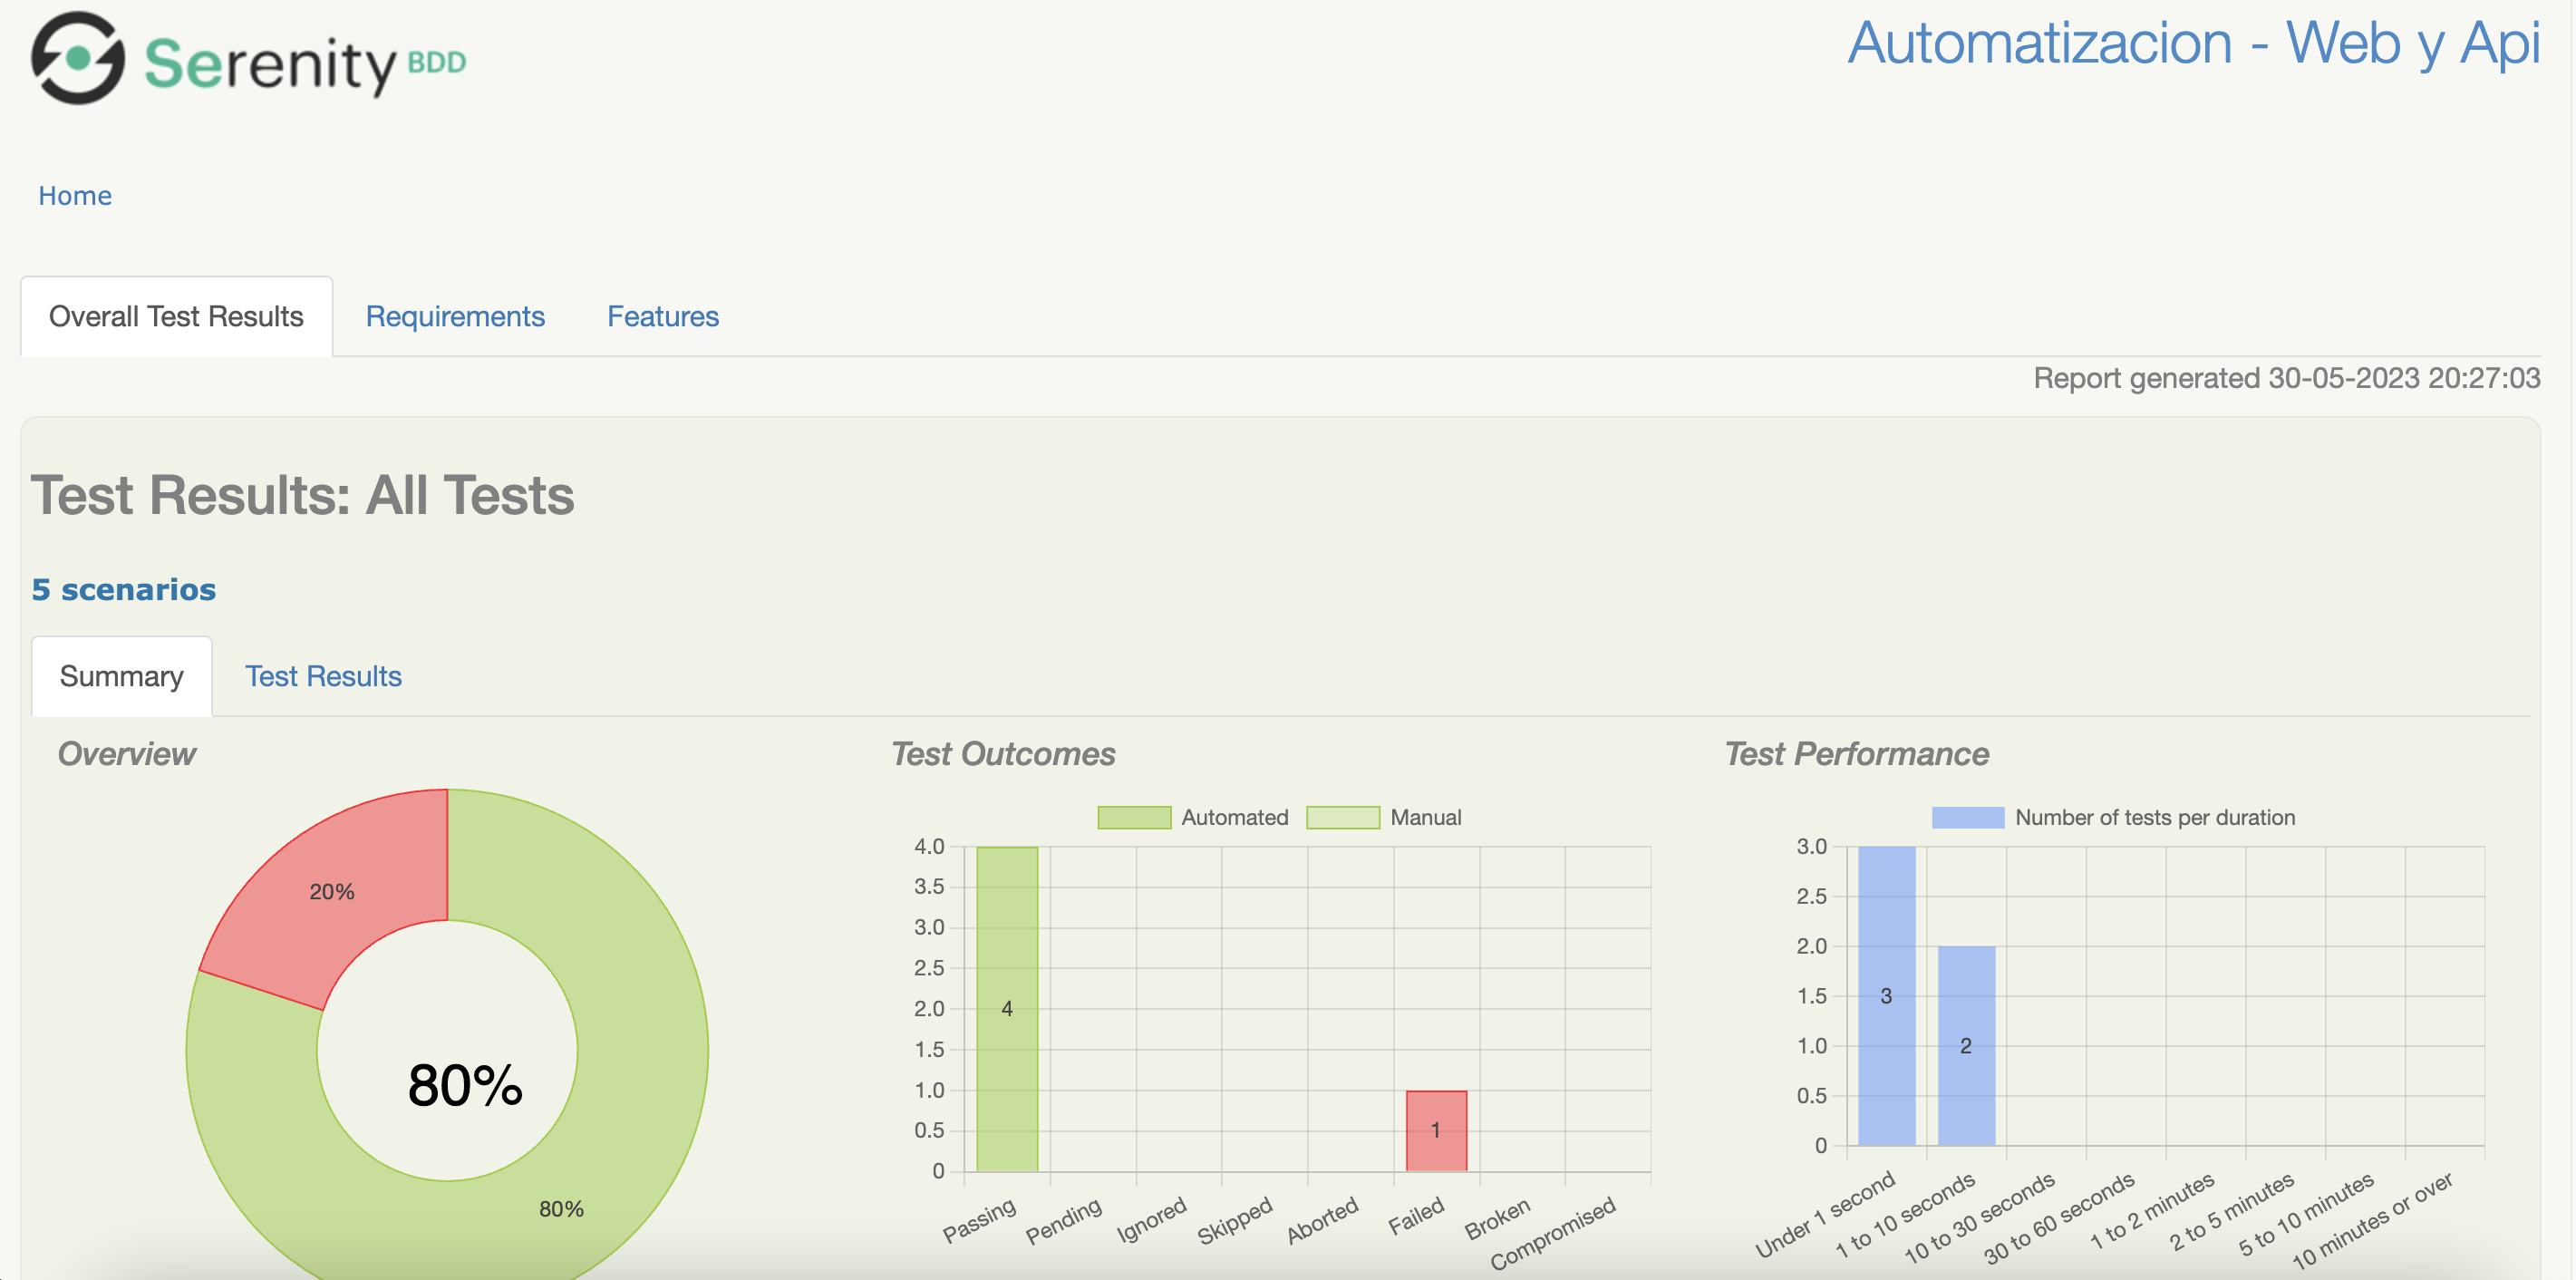 Serenity BDD
Automatizacion - Web y Api
Home
Overall Test Results
Requirements
Features
Report generated 30-05-2023 20:27:03
Test Results: All Tests
5 scenarios
Summary
Test Results
Overview
20%
80%
80%
Test Outcomes
Automated
Manual
4.0
3.5
3.0
2.5
2.0
1.5
1.0
0.5
0
4
1
Passing
Pending
Ignored
Skipped
Aborted
Failed
Broken
Compromised
Test Performance
Number of tests per duration
3.0
2.5
2.0
1.5
1.0
0.5
0
3
2
Under 1 second
1 to 10 seconds
10 to 30 seconds
30 to 60 seconds
1 to 2 minutes
2 to 5 minutes
5 to 10 minutes
10 minutes or over